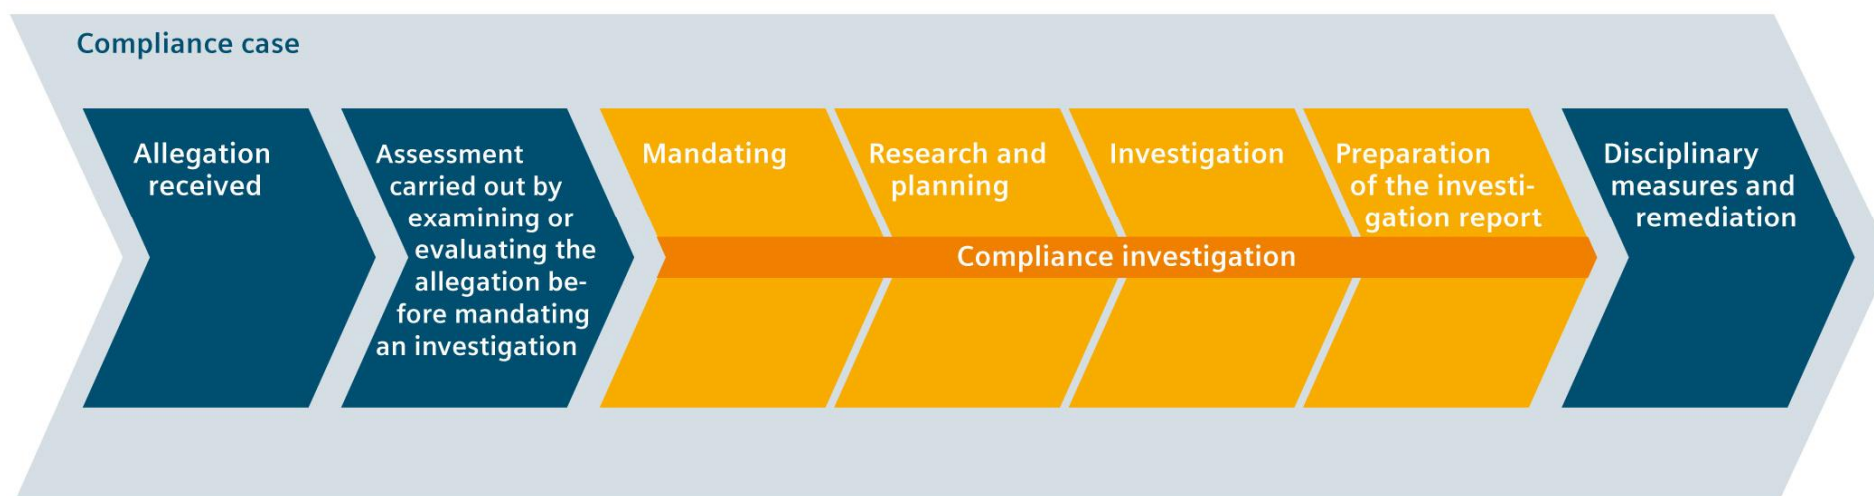 Compliance case
Allegation
received
Assessment
carried out by
examining or
evaluating the
allegation be-
fore mandating
an investigation
Mandating
Research and
planning
Investigation
Preparation
of the investi-
gation report
Disciplinary
measures and
remediation
Compliance investigation